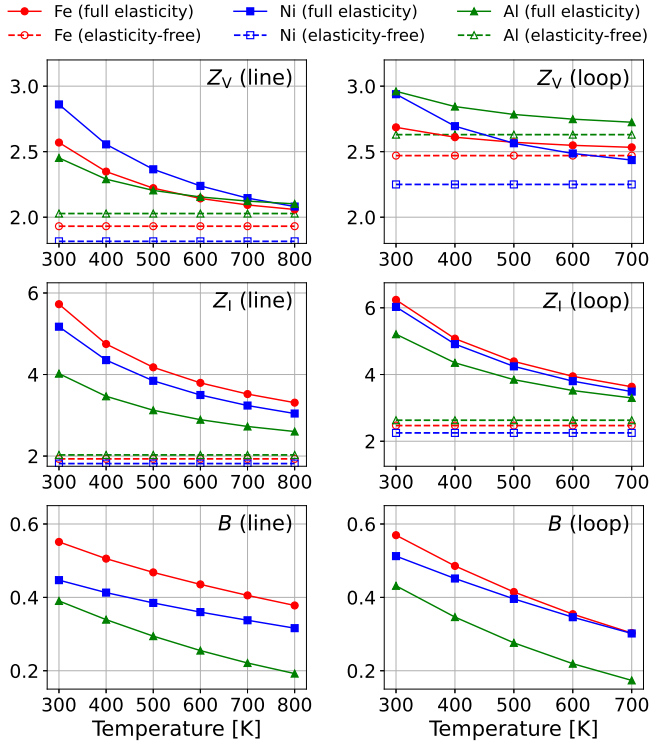 Fe (full elasticity) Ni (full elasticity) Al (full elasticity)
Fe (elasticity-free) Ni (elasticity-free) Al (elasticity-free)
Z_V (line)
3.0
2.5
2.0
300 400 500 600 700 800
Z_V (loop)
3.0
2.5
2.0
300 400 500 600 700
Z_I (line)
6
4
2
300 400 500 600 700 800
Z_I (loop)
6
4
2
300 400 500 600 700
B (line)
0.6
0.4
0.2
300 400 500 600 700 800
Temperature [K]
B (loop)
0.6
0.4
0.2
300 400 500 600 700
Temperature [K]